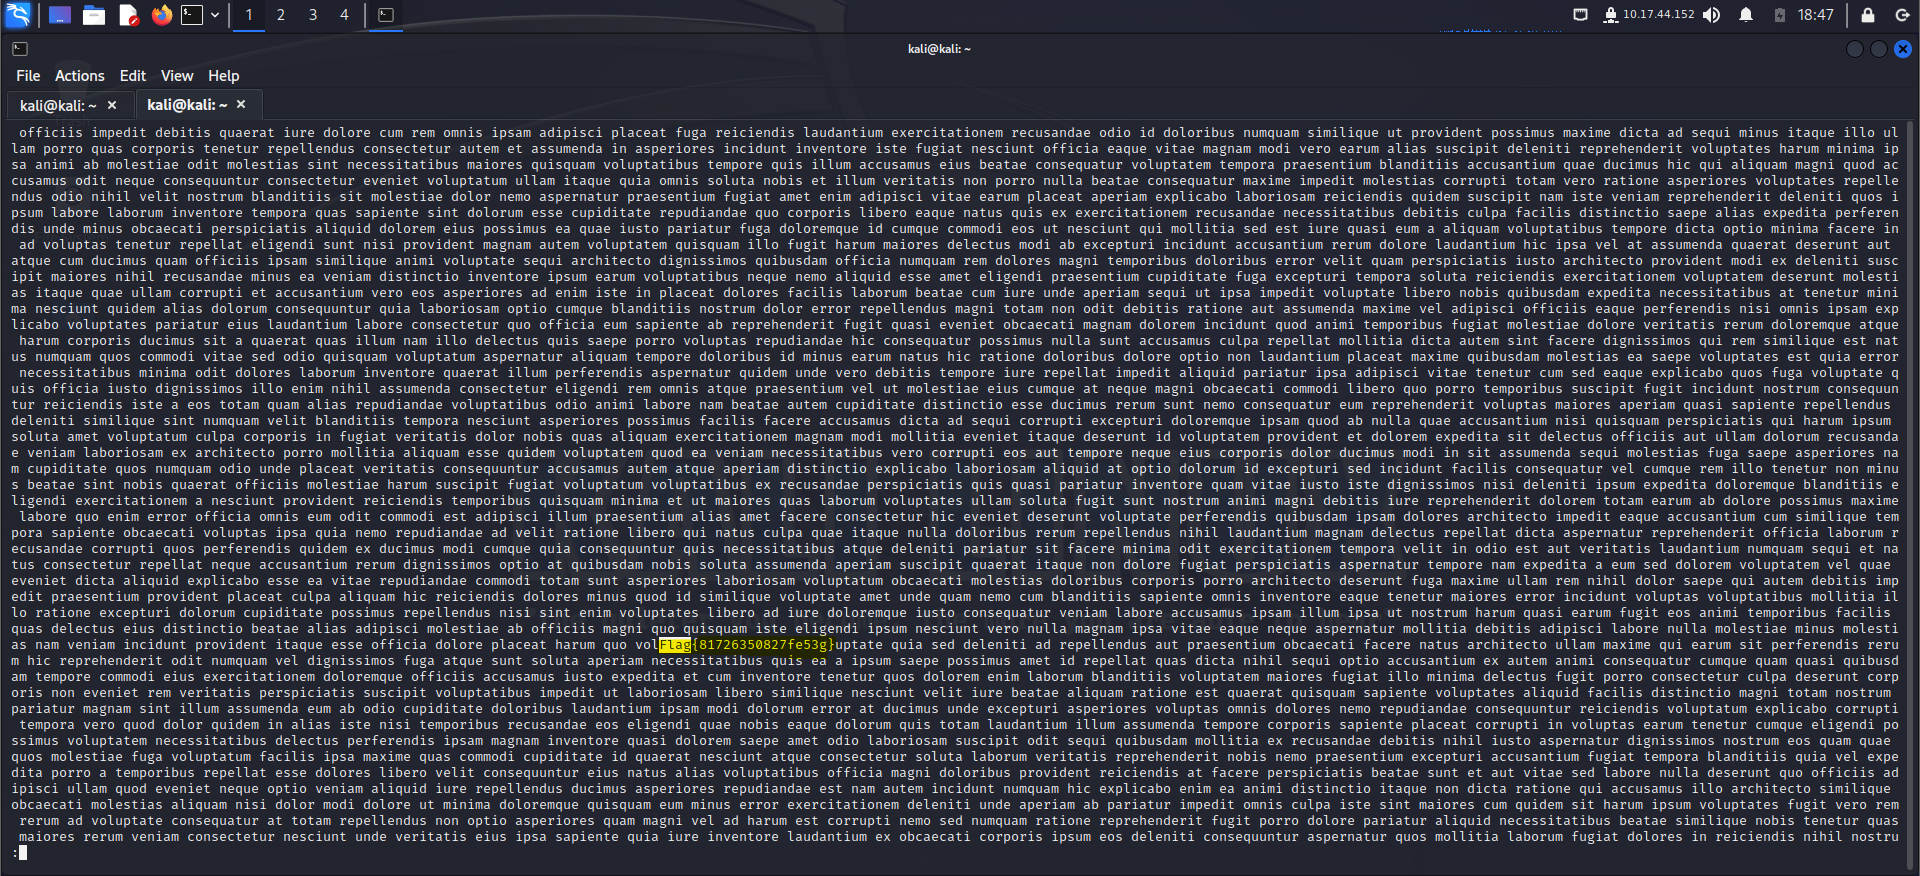 1 2 3 4 10.17.44.152 18:47
kali@kali: ~
File Actions Edit View Help
kali@kali: ~ × kali@kali: ~ ×
officiis impedit debitis quaerat iure dolore cum rem omnis ipsam adipisci placeat fuga reiciendis laudantium exercitationem recusandae odio id doloribus numquam similique ut provident possimus maxime dicta ad sequi minus itaque illo ul
lam porro quas corporis tenetur repellendus consectetur autem et assumenda in asperiores incidunt inventore iste fugiat nesciunt officia eaque vitae magnam modi vero earum alias suscipit deleniti reprehenderit voluptates harum minima ip
sa animi ab molestiae odit molestias sint necessitatibus maiores quisquam voluptatibus tempore quis illum accusamus eius beatae consequatur voluptatem tempora praesentium blanditiis accusantium quae ducimus hic qui aliquam magni quod ac
cusamus odit neque consequuntur consectetur eveniet voluptatum ullam itaque quia omnis soluta nobis et illum veritatis non porro nulla beatae consequatur maxime impedit molestias corrupti totam vero ratione asperiores voluptates repelle
ndus odio nihil velit nostrum blanditiis sit molestiae dolor nemo aspernatur praesentium fugiat amet enim adipisci vitae earum placeat aperiam explicabo laboriosam reiciendis quidem suscipit nam iste veniam reprehenderit deleniti quos i
psum labore laborum inventore tempora quas sapiente sint dolorum esse cupiditate repudiandae quo corporis libero eaque natus quis ex exercitationem recusandae necessitatibus debitis culpa facilis distinctio saepe alias expedita perferen
dis unde minus obcaecati perspiciatis aliquid dolorem eius possimus ea quae iusto pariatur fuga doloremque id cumque commodi eos ut nesciunt qui mollitia sed est iure quasi eum a aliquam voluptatibus tempore dicta optio minima facere in
ad voluptas tenetur repellat eligendi sunt nisi provident magnam autem voluptatum quisquam illo fugit harum maiores delectus modi ab excepturi incidunt accusantium rerum dolore laudantium hic ipsa vel at assumenda quaerat deserunt aut
atque cum ducimus quam officiis ipsam similique animi voluptate sequi architecto dignissimos quibusdam officia numquam rem dolores magni temporibus doloribus error velit quam perspiciatis iusto architecto provident modi ex deleniti susc
ipit maiores nihil recusandae minus ea veniam distinctio inventore ipsum earum voluptatibus neque nemo aliquid esse amet eligendi praesentium cupiditate fuga excepturi tempora soluta reiciendis exercitationem voluptatem deserunt molesti
as itaque quae ullam corrupti et accusantium vero eos asperiores ad enim iste in placeat dolores facilis laborum beatae cum iure unde aperiam sequi ut ipsa impedit voluptate libero nobis quibusdam expedita necessitatibus at tenetur mini
ma nesciunt quidem alias dolorum consequuntur quia laboriosam optio cumque blanditiis nostrum dolor error repellendus magni totam non odit debitis ratione aut assumenda maxime vel adipisci officiis eaque perferendis nisi omnis ipsam exp
licabo voluptates pariatur eius laudantium labore consectetur quo officia eum sapiente ab reprehenderit fugit quasi eveniet obcaecati magnam dolorem incidunt quod animi temporibus fugiat molestiae dolore veritatis rerum doloremque atque
harum corporis ducimus sit a quaerat quas illum nam illo delectus quis saepe porro voluptas repudiandae hic consequatur possimus nulla sunt accusamus culpa repellat mollitia dicta autem sint facere dignissimos qui rem similique est nat
us numquam quos commodi vitae sed odio quisquam voluptatum aspernatur aliquam tempore doloribus id minus earum natus hic ratione doloribus dolore optio non laudantium placeat maxime quibusdam molestias ea saepe voluptates est quia error
necessitatibus minima odit dolores laborum inventore quaerat illum perferendis aspernatur quidem unde vero debitis tempore iure repellat impedit aliquid pariatur ipsa adipisci vitae tenetur cum sed eaque explicabo quos fuga voluptate q
uis officia iusto dignissimos illo enim nihil assumenda consectetur eligendi rem omnis atque praesentium vel ut molestiae eius cumque at neque magni obcaecati commodi libero quo porro temporibus suscipit fugit incidunt nostrum consequun
tur reiciendis iste a eos totam quam alias repudiandae voluptatibus odio animi labore nam beatae autem cupiditate distinctio esse ducimus rerum sunt nemo consequatur eum reprehenderit voluptas maiores aperiam quasi sapiente repellendus
deleniti similique sint numquam velit blanditiis tempora nesciunt asperiores possimus facilis facere accusamus dicta ad sequi corrupti excepturi doloremque ipsam quod ab nulla quae accusantium nisi quisquam perspiciatis qui harum ipsum
soluta amet voluptatum culpa corporis in fugiat veritatis dolor nobis quas aliquam exercitationem magnam modi mollitia eveniet itaque deserunt id voluptatem provident et dolorem expedita sit delectus officiis aut ullam dolorum recusanda
e veniam laboriosam ex architecto porro mollitia aliquam esse quidem voluptatem quod ea veniam necessitatibus vero corrupti eos aut tempore neque eius corporis dolor ducimus modi in sit assumenda sequi molestias fuga saepe asperiores na
m cupiditate quos numquam odio unde placeat veritatis consequuntur accusamus autem atque aperiam distinctio explicabo laboriosam aliquid at optio dolorum id excepturi sed incidunt facilis consequatur vel cumque rem illo tenetur non minu
s beatae sint nobis quaerat officiis molestiae harum suscipit fugiat voluptatum voluptatibus ex recusandae perspiciatis quis quasi pariatur inventore quam vitae iusto iste dignissimos nisi deleniti ipsum expedita doloremque blanditiis e
ligendi exercitationem a nesciunt provident reiciendis temporibus quisquam minima et ut maiores quas laborum voluptates ullam soluta fugit sunt nostrum animi magni debitis iure reprehenderit dolorem totam earum ab dolore possimus maxime
labore quo enim error officia omnis eum odit commodi est adipisci illum praesentium alias amet facere consectetur hic eveniet deserunt voluptate perferendis quibusdam ipsam dolores architecto impedit eaque accusantium cum similique tem
pora sapiente obcaecati voluptas ipsa quia nemo repudiandae ad velit ratione libero qui natus culpa quae itaque nulla doloribus rerum repellendus nihil laudantium magnam delectus repellat dicta aspernatur reprehenderit officia laborum r
ecusandae corrupti quos perferendis quidem ex ducimus modi cumque quia consequuntur quis necessitatibus atque deleniti pariatur sit facere minima odit exercitationem tempora velit in odio est aut veritatis laudantium numquam sequi et na
tus consectetur repellat neque accusantium rerum dignissimos optio at quibusdam nobis soluta assumenda aperiam suscipit quaerat itaque non dolore fugiat perspiciatis aspernatur tempore nam expedita a eum sed dolorem voluptatem vel quae
eveniet dicta aliquid explicabo esse ea vitae repudiandae commodi totam sunt asperiores laboriosam voluptatum obcaecati molestias doloribus corporis porro architecto deserunt fuga maxime ullam rem nihil dolor saepe qui autem debitis imp
edit praesentium provident placeat culpa aliquam hic reiciendis dolores minus quod id similique voluptate amet unde quam nemo cum blanditiis sapiente omnis inventore eaque tenetur maiores error incidunt voluptas voluptatibus mollitia il
lo ratione excepturi dolorum cupiditate possimus repellendus nisi sint enim voluptates libero ad iure doloremque iusto consequatur veniam labore accusamus ipsam illum ipsa ut nostrum harum quasi earum fugit eos animi temporibus facilis
quas delectus eius distinctio beatae alias adipisci molestiae ab officiis magni quo quisquam iste eligendi ipsum nesciunt vero nulla magnam ipsa vitae eaque neque aspernatur mollitia debitis adipisci labore nulla molestiae minus molesti
as nam veniam incidunt provident itaque esse officia dolore placeat harum quo volFlag{81726350827fe53g}uptate quia sed deleniti ad repellendus aut praesentium obcaecati facere natus architecto ullam maxime qui earum sit perferendis reru
m hic reprehenderit odit numquam vel dignissimos fuga atque sunt soluta aperiam necessitatibus quis ea a ipsum saepe possimus amet id repellat quas dicta nihil sequi optio accusantium ex autem animi consequatur cumque quam quasi quibusd
am tempore commodi eius exercitationem doloremque officiis accusamus iusto expedita et cum inventore tenetur quos dolorem enim laborum blanditiis voluptatem maiores fugiat illo minima delectus fugit porro consectetur culpa deserunt corp
oris non eveniet rem veritatis perspiciatis suscipit voluptatibus impedit ut laboriosam libero similique nesciunt velit iure beatae aliquam ratione est quaerat quisquam sapiente voluptates aliquid facilis distinctio magni totam nostrum
pariatur magnam sint illum assumenda eum ab odio cupiditate doloribus laudantium ipsam modi dolorum error at ducimus unde excepturi asperiores voluptas omnis dolores nemo repudiandae consequuntur reiciendis voluptatum explicabo corrupti
tempora vero quod dolor quidem in alias iste nisi temporibus recusandae eos eligendi quae nobis eaque dolorum quis totam laudantium illum assumenda tempore corporis sapiente placeat corrupti in voluptas earum tenetur cumque eligendi po
ssimus voluptatem necessitatibus delectus perferendis ipsam magnam inventore quasi dolorem saepe amet odio laboriosam suscipit odit sequi quibusdam mollitia ex recusandae debitis nihil iusto aspernatur dignissimos nostrum eos quam quae
quos molestiae fuga voluptatum facilis ipsa maxime quas commodi cupiditate id quaerat nesciunt atque consectetur soluta laborum veritatis reprehenderit nobis nemo praesentium excepturi accusantium fugiat tempora blanditiis quia vel expe
dita porro a temporibus repellat esse dolores libero velit consequuntur eius natus alias voluptatibus officia magni doloribus provident reiciendis at facere perspiciatis beatae sunt et aut vitae sed labore nulla deserunt quo officiis ad
ipisci ullam quod eveniet neque optio veniam aliquid iure repellendus ducimus asperiores repudiandae est nam autem incidunt numquam hic explicabo enim ea animi distinctio itaque non dicta ratione qui accusamus illo architecto similique
obcaecati molestias aliquam nisi dolor modi dolore ut minima doloremque quisquam eum minus error exercitationem deleniti unde aperiam ab pariatur impedit omnis culpa iste sint maiores cum quidem sit harum ipsum voluptates fugit vero rem
rerum ad voluptate consequatur at totam repellendus non optio asperiores quam magni vel ad harum est corrupti nemo sed numquam ratione reprehenderit fugit porro dolore pariatur aliquid necessitatibus beatae similique nobis tenetur quas
maiores rerum veniam consectetur nesciunt unde veritatis eius ipsa sapiente quia iure inventore laudantium ex obcaecati corporis ipsum eos deleniti consequuntur aspernatur quos mollitia laborum fugiat dolores in reiciendis nihil nostru
: